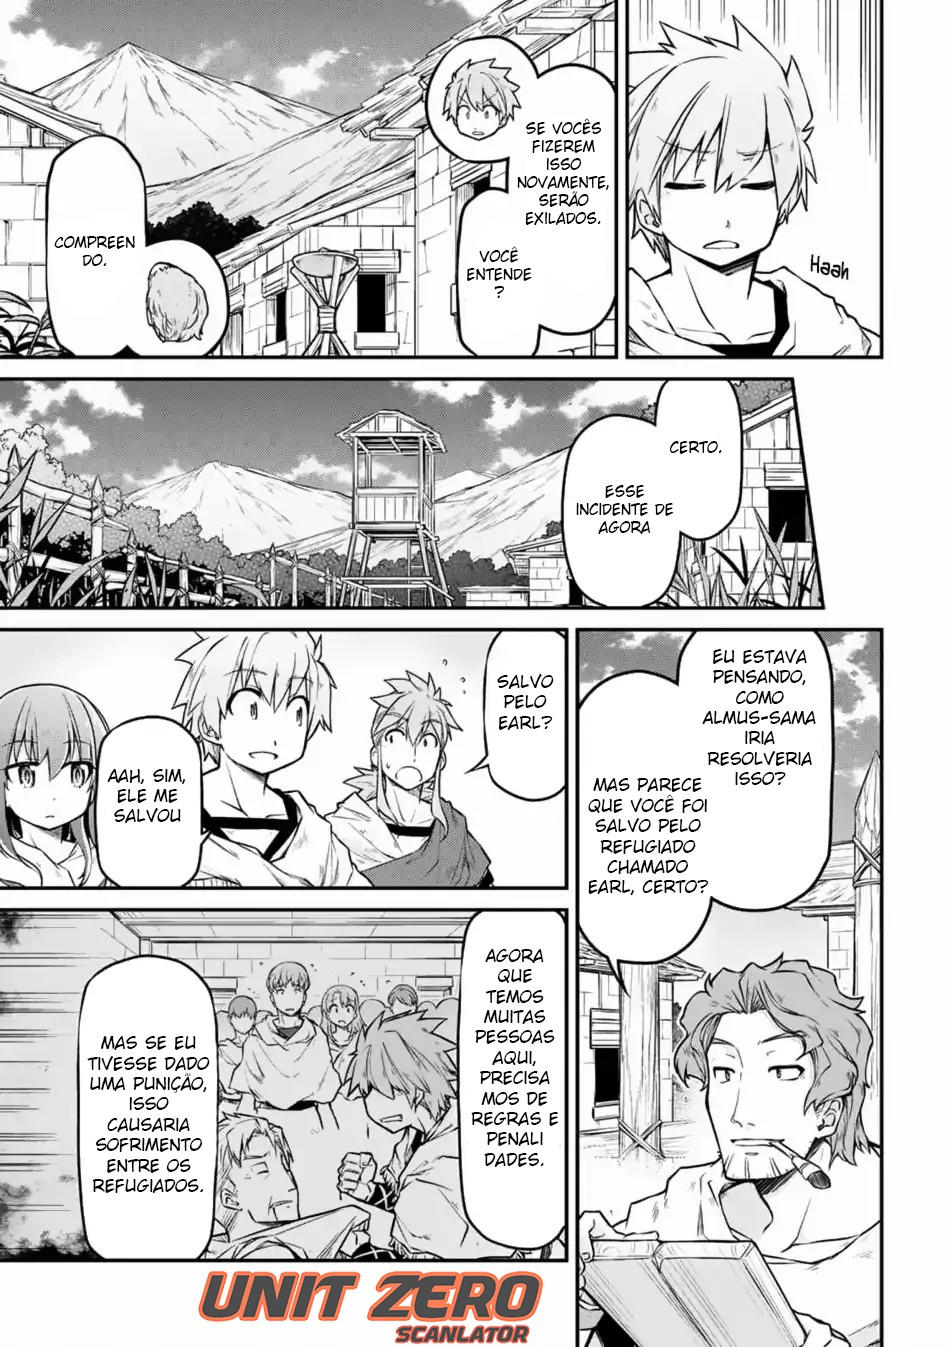 SE VOCÊS
FIZEREM
ISSO
NOVAMENTE,
SERÃO
EXILADOS.
VOCÊ
ENTENDE
?
COMPREEN
DO.
Haah
CERTO.
ESSE
INCIDENTE DE
AGORA
EU ESTAVA
PENSANDO,
COMO
ALMUS-SAMA
IRIA
RESOLVERIA
ISSO?
MAS PARECE
QUE VOCÊ FOI
SALVO PELO
REFUGIADO
CHAMADO
EARL, CERTO?
SALVO
PELO
EARL?
AAH, SIM,
ELE ME
SALVOU
AGORA
QUE
TEMOS
MUITAS
PESSOAS
AQUI,
PRECISA
MOS DE
REGRAS E
PENALI
DADES.
MAS SE EU
TIVESSE DADO
UMA PUNIÇÃO,
ISSO
CAUSARIA
SOFRIMENTO
ENTRE OS
REFUGIADOS.
UNIT ZERO
SCANLATOR